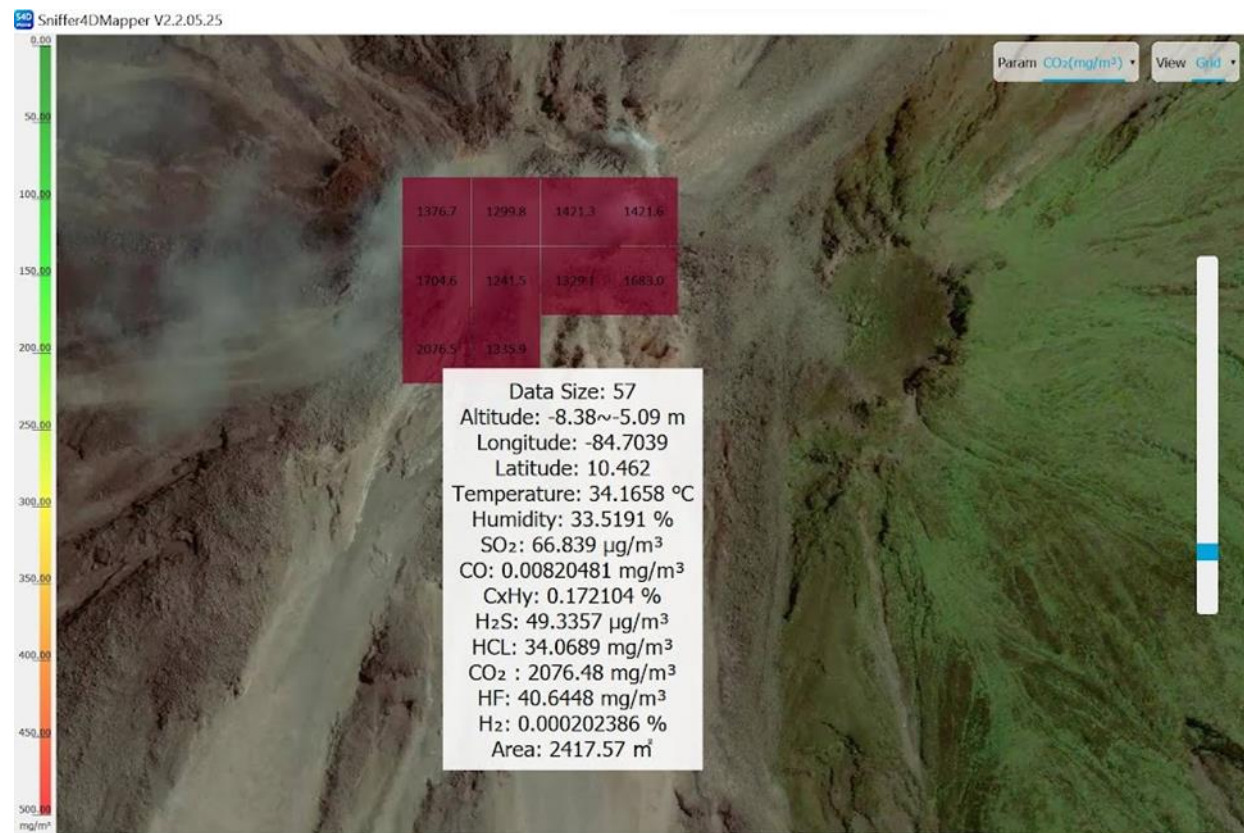 Sniffer4DMapper V2.2.05.25
Param CO₂(mg/m³)
View Grid
0.00
50.00
100.00
150.00
200.00
250.00
300.00
350.00
400.00
450.00
500.00
mg/m³
1376.7 1299.8 1421.3 1421.6
1704.6 1241.5 1329.1 1683.0
2076.5 1335.9
Data Size: 57
Altitude: -8.38~-5.09 m
Longitude: -84.7039
Latitude: 10.462
Temperature: 34.1658 °C
Humidity: 33.5191 %
SO₂: 66.839 µg/m³
CO: 0.00820481 mg/m³
CxHy: 0.172104 %
H₂S: 49.3357 µg/m³
HCL: 34.0689 mg/m³
CO₂ : 2076.48 mg/m³
HF: 40.6448 mg/m³
H₂: 0.000202386 %
Area: 2417.57 ㎡